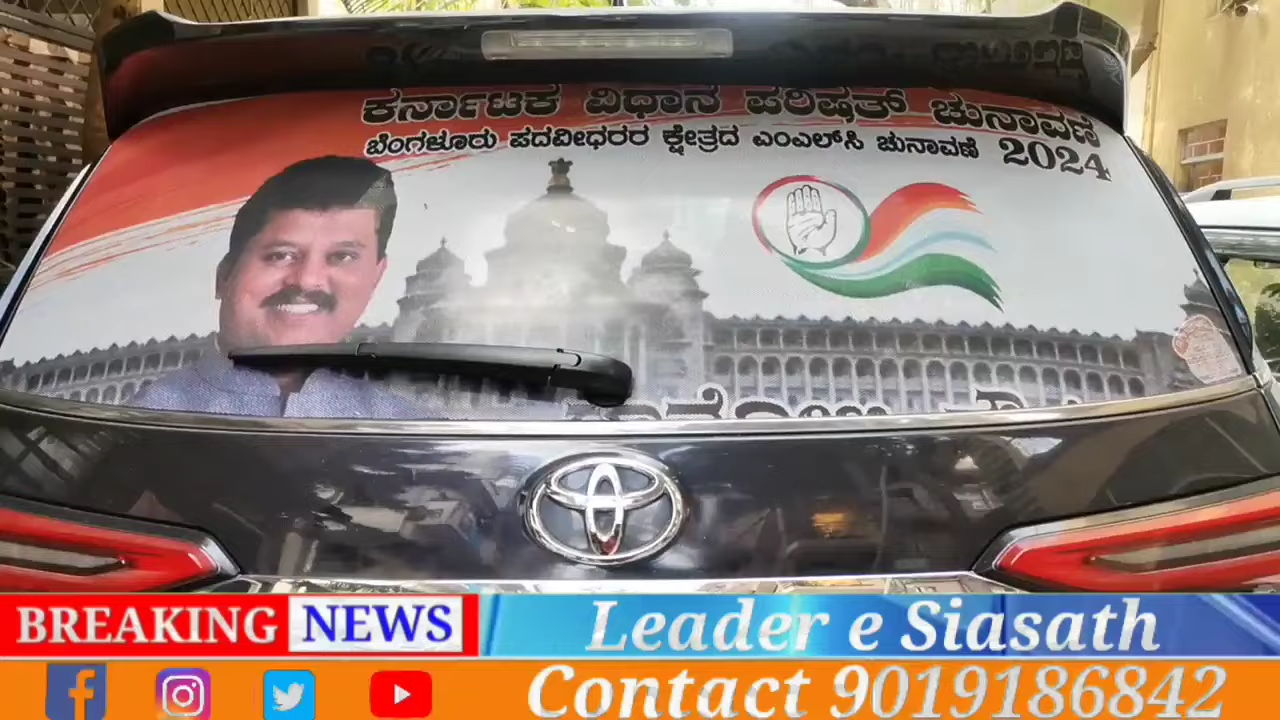 ಕರ್ನಾಟಕ ವಿಧಾನ ಪರಿಷತ್ ಚುನಾವಣೆ
ಬೆಂಗಳೂರು ಪದವೀಧರರ ಕ್ಷೇತ್ರದ ಎಂಎಲ್‌ಸಿ ಚುನಾವಣೆ 2024
BREAKING NEWS
Leader e Siasath
Contact 9019186842